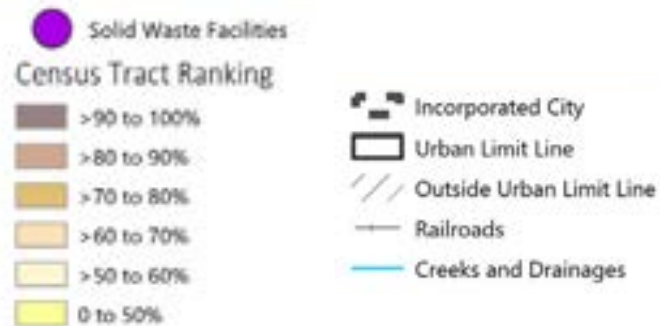 Solid Waste Facilities
Census Tract Ranking
>90 to 100%
>80 to 90%
>70 to 80%
>60 to 70%
>50 to 60%
0 to 50%
Incorporated City
Urban Limit Line
Outside Urban Limit Line
Railroads
Creeks and Drainages